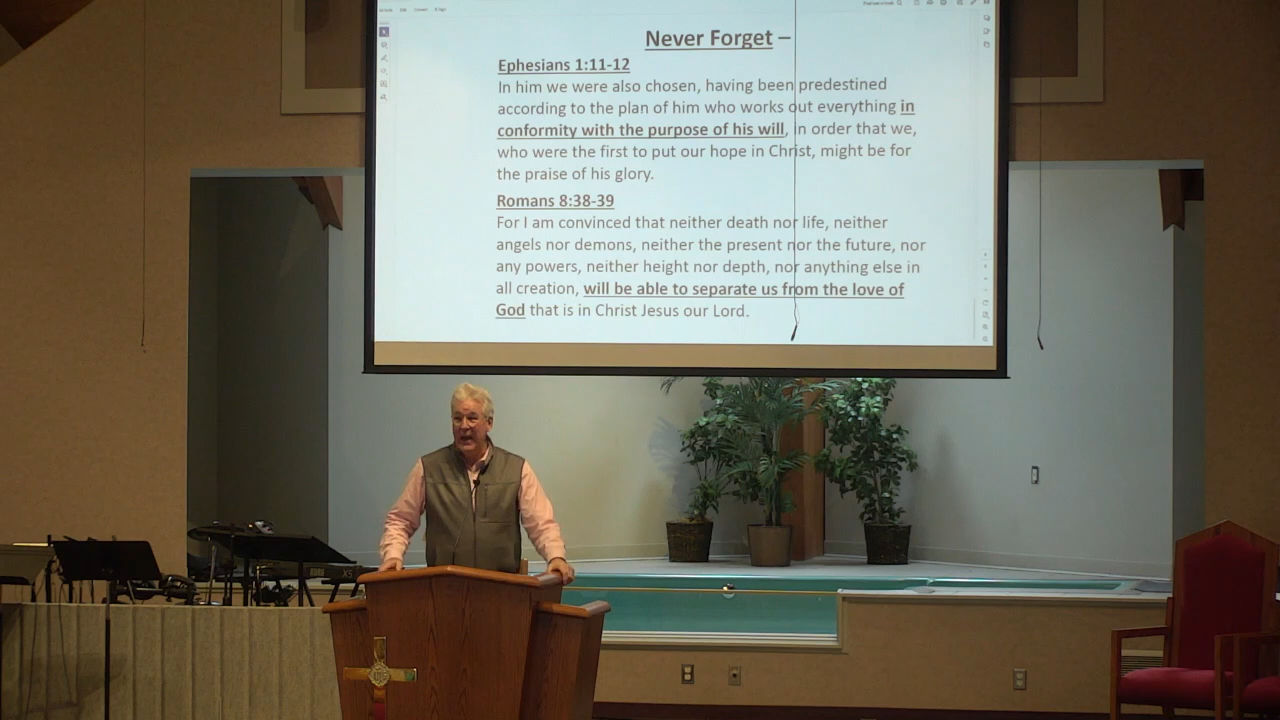 Never Forget –
Ephesians 1:11-12
In him we were also chosen, having been predestined
according to the plan of him who works out everything in
conformity with the purpose of his will, in order that we,
who were the first to put our hope in Christ, might be for
the praise of his glory.
Romans 8:38-39
For I am convinced that neither death nor life, neither
angels nor demons, neither the present nor the future, nor
any powers, neither height nor depth, nor anything else in
all creation, will be able to separate us from the love of
God that is in Christ Jesus our Lord.